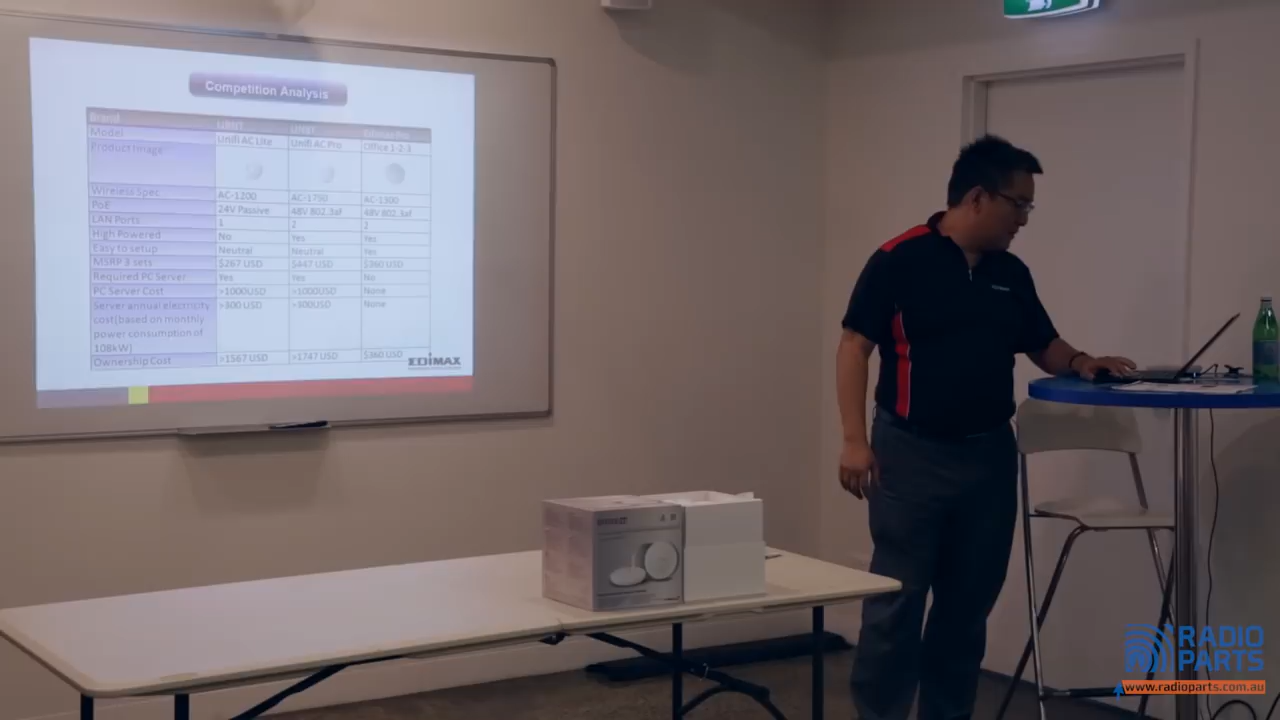 Competition Analysis
Brand UBNT UBNT Edimax Pro
Model Unifi AC Lite Unifi AC Pro Office 1-2-3
Product Image
Wireless Spec AC-1200 AC-1750 AC-1300
PoE 24V Passive 48V 802.3af 48V 802.3af
LAN Ports 1 2 2
High Powered No Yes Yes
Easy to setup Neutral Neutral Yes
MSRP 3 sets $267 USD $447 USD $360 USD
Required PC Server Yes Yes No
PC Server Cost >1000USD >1000USD None
Server annual electricity >300 USD >300USD None
cost(based on monthly
power consumption of
108kW)
Ownership Cost >1567 USD >1747 USD $360 USD
EDIMAX
RADIO
PARTS
www.radioparts.com.au